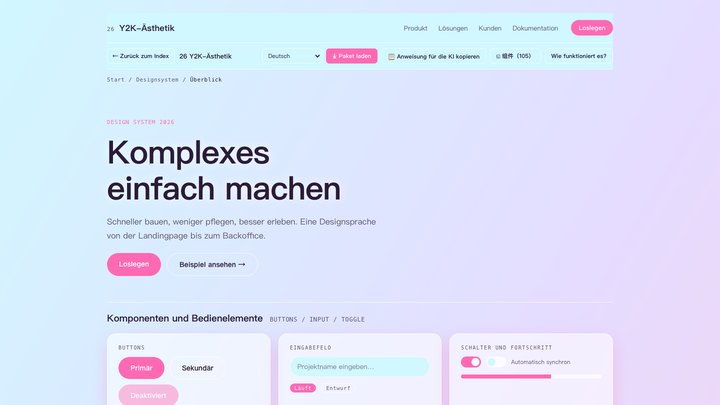 26 Y2K-Ästhetik
Produkt Lösungen Kunden Dokumentation Loslegen
← Zurück zum Index 26 Y2K-Ästhetik Deutsch ↓ Paket laden 📋 Anweisung für die KI kopieren ⧉ 组件（105） Wie funktioniert es?
Start / Designsystem / Überblick
DESIGN SYSTEM 2026
Komplexes
einfach machen
Schneller bauen, weniger pflegen, besser erleben. Eine Designsprache
von der Landingpage bis zum Backoffice.
Loslegen Beispiel ansehen →
Komponenten und Bedienelemente BUTTONS / INPUT / TOGGLE
BUTTONS
Primär Sekundär
Deaktiviert
EINGABEFELD
Projektname eingeben…
Läuft Entwurf
SCHALTER UND FORTSCHRITT
Automatisch synchron